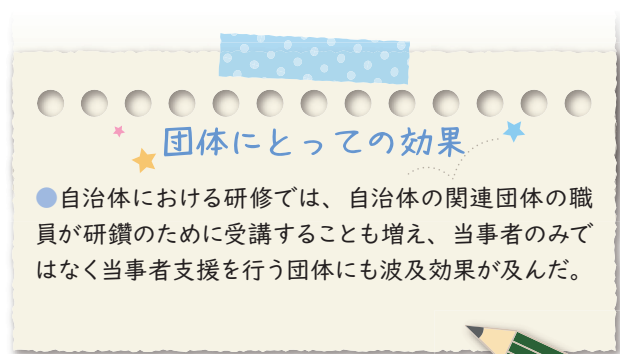 団体にとっての効果
●自治体における研修では、自治体の関連団体の職
員が研鑽のために受講することも増え、当事者のみで
はなく当事者支援を行う団体にも波及効果が及んだ。